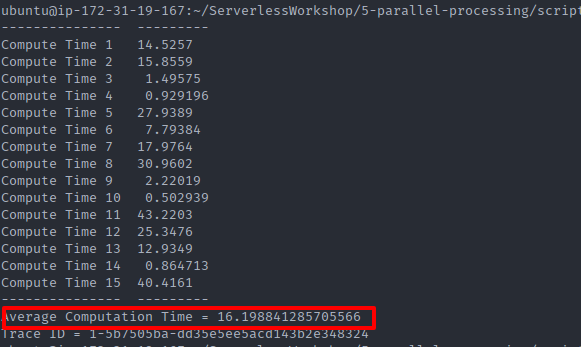 ubuntu@ip-172-31-19-167:~/ServerlessWorkshop/5-parallel-processing/script
---------------  ---------
Compute Time 1   14.5257
Compute Time 2   15.8559
Compute Time 3    1.49575
Compute Time 4    0.929196
Compute Time 5   27.9389
Compute Time 6    7.79384
Compute Time 7   17.9764
Compute Time 8   30.9602
Compute Time 9    2.22019
Compute Time 10   0.502939
Compute Time 11  43.2203
Compute Time 12  25.3476
Compute Time 13  12.9349
Compute Time 14   0.864713
Compute Time 15  40.4161
---------------  ---------
Average Computation Time = 16.198841285705566
Trace ID = 1-5b7505ba-dd35e5ee5acd143b2e348324